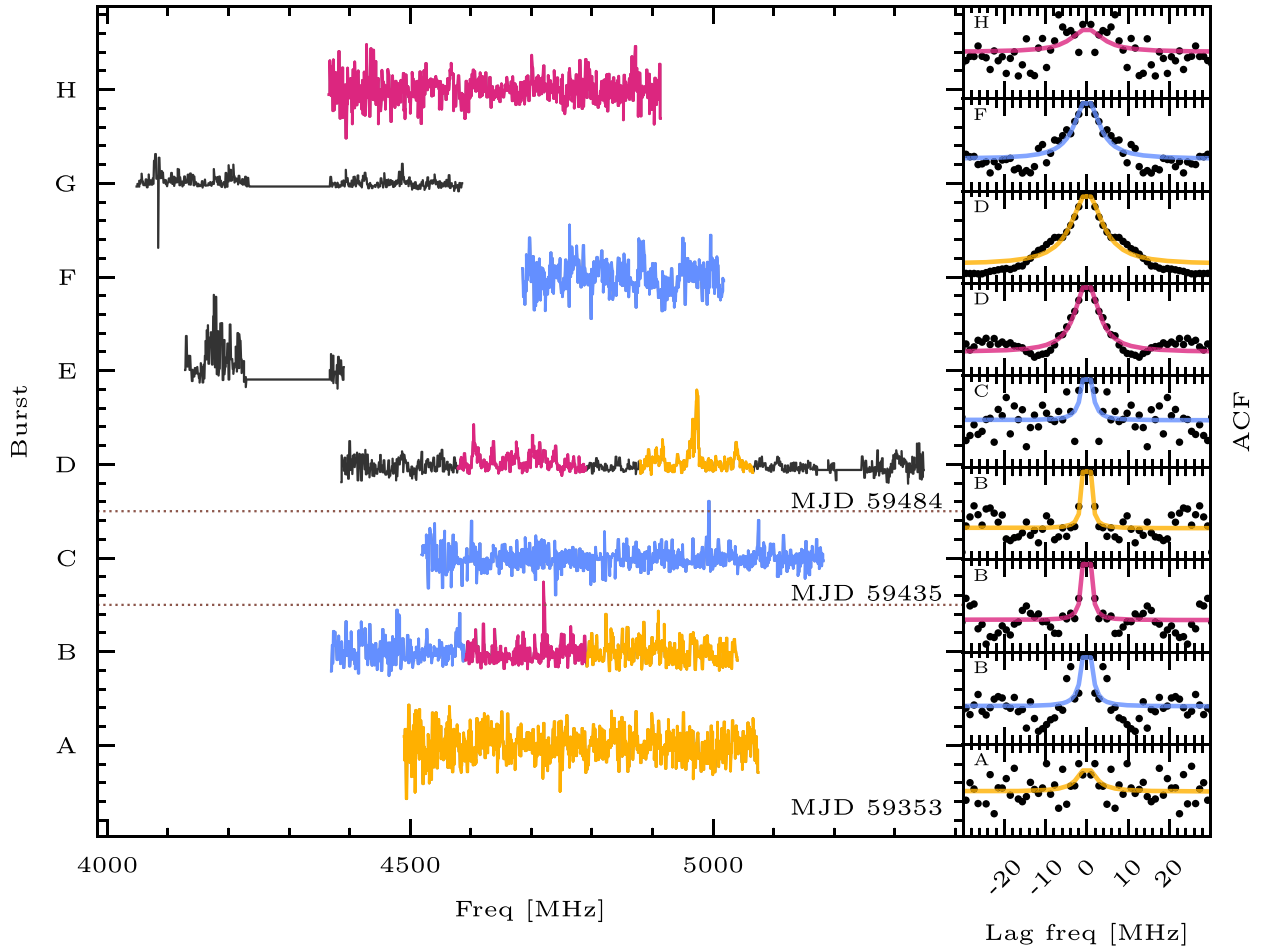 H
G
F
E
D
C
B
A
Burst
MJD 59484
MJD 59435
MJD 59353
4000
4500
5000
Freq [MHz]
H
F
D
D
C
B
B
B
A
ACF
-20
-10
0
10
20
Lag freq [MHz]